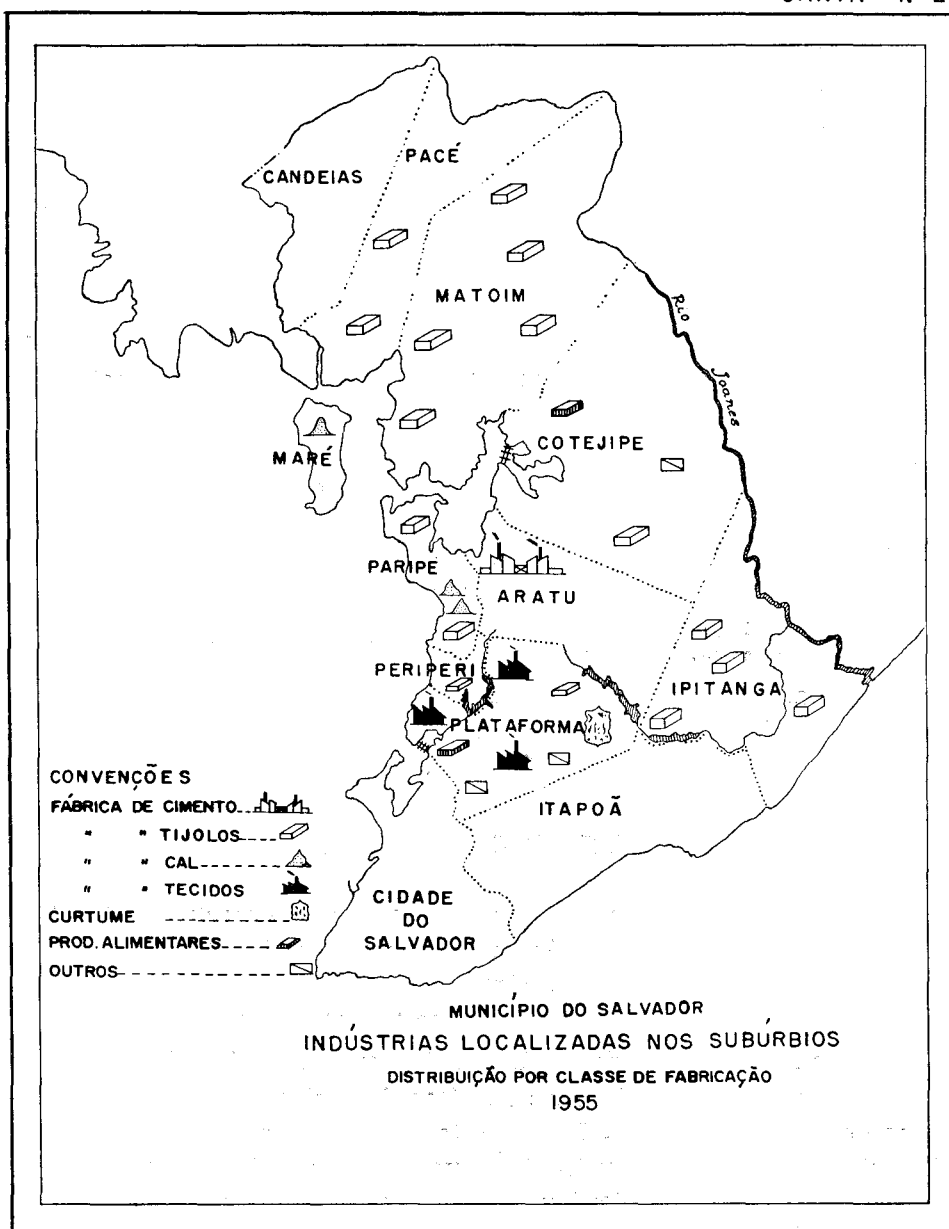 PACÉ
CANDEIAS
MATOIM
Rio
Joanes
COTEJIPE
MARÉ
PARIPE
ARATU
PERIPERI
IPITANGA
PLATAFORMA
ITAPOÃ
CIDADE
DO
SALVADOR
CONVENÇÕES
FÁBRICA DE CIMENTO
" " TIJOLOS
" " CAL
" " TECIDOS
CURTUME
PROD. ALIMENTARES
OUTROS
MUNICÍPIO DO SALVADOR
INDÚSTRIAS LOCALIZADAS NOS SUBÚRBIOS
DISTRIBUIÇÃO POR CLASSE DE FABRICAÇÃO
1955